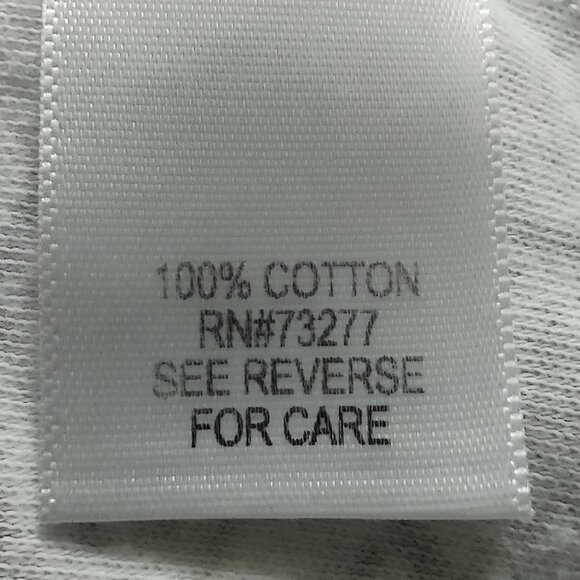 100% COTTON
RN#73277
SEE REVERSE
FOR CARE